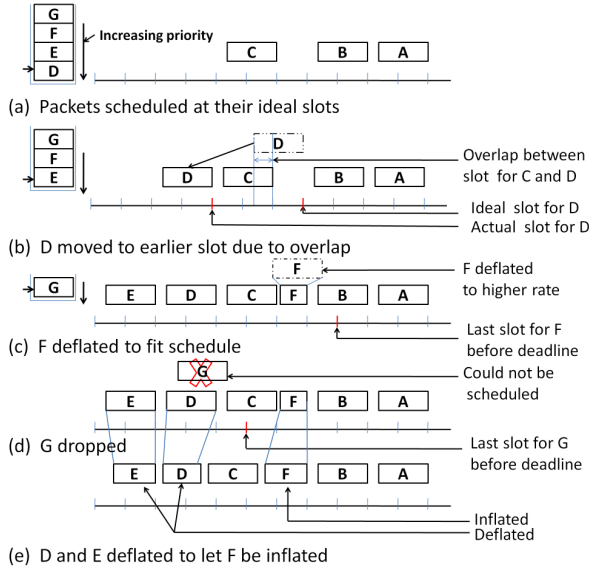 G
F
Increasing priority
E
C
B
A
D
(a) Packets scheduled at their ideal slots
G
D
F
Overlap between
slot for C and D
E
D
C
B
A
Ideal slot for D
Actual slot for D
(b) D moved to earlier slot due to overlap
F
F deflated
to higher rate
G
E
D
C
F
B
A
Last slot for F
before deadline
(c) F deflated to fit schedule
G
Could not be
scheduled
E
D
C
F
B
A
(d) G dropped
Last slot for G
before deadline
E
D
C
F
B
A
Inflated
Deflated
(e) D and E deflated to let F be inflated